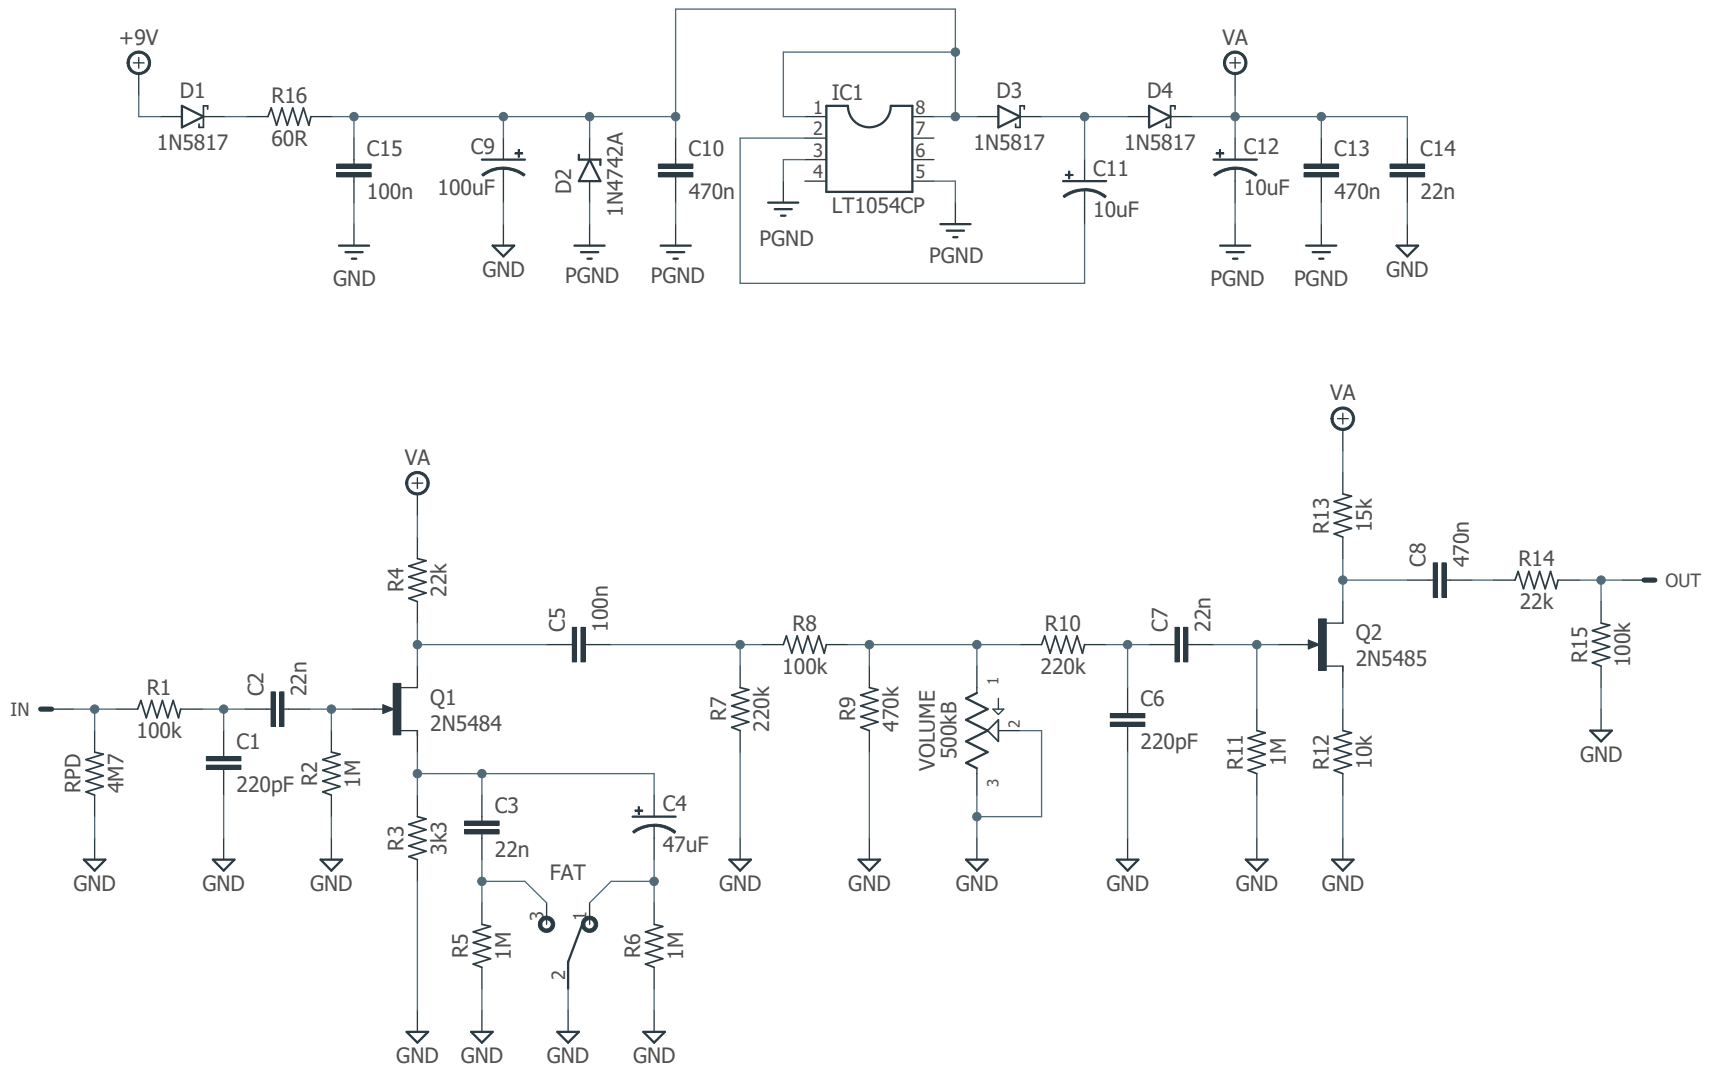 +9V
VA
D1
1N5817
R16
60R
C15
100n
GND
C9
100uF
GND
D2
1N4742A
PGND
C10
470n
PGND
IC1
1
2
3
4
8
7
6
5
LT1054CP
PGND
PGND
D3
1N5817
C11
10uF
D4
1N5817
C12
10uF
PGND
C13
470n
PGND
C14
22n
GND
VA
VA
IN
RPD
4M7
GND
R1
100k
C1
220pF
GND
C2
22n
R2
1M
GND
R4
22k
Q1
2N5484
R3
3k3
GND
C3
22n
C4
47uF
FAT
3
1
2
R5
1M
GND
GND
R6
1M
GND
C5
100n
R7
220k
GND
R8
100k
R9
470k
GND
VOLUME
500kB
1
2
3
GND
R10
220k
C6
220pF
GND
C7
22n
R11
1M
GND
R13
15k
Q2
2N5485
R12
10k
GND
C8
470n
R14
22k
R15
100k
GND
OUT